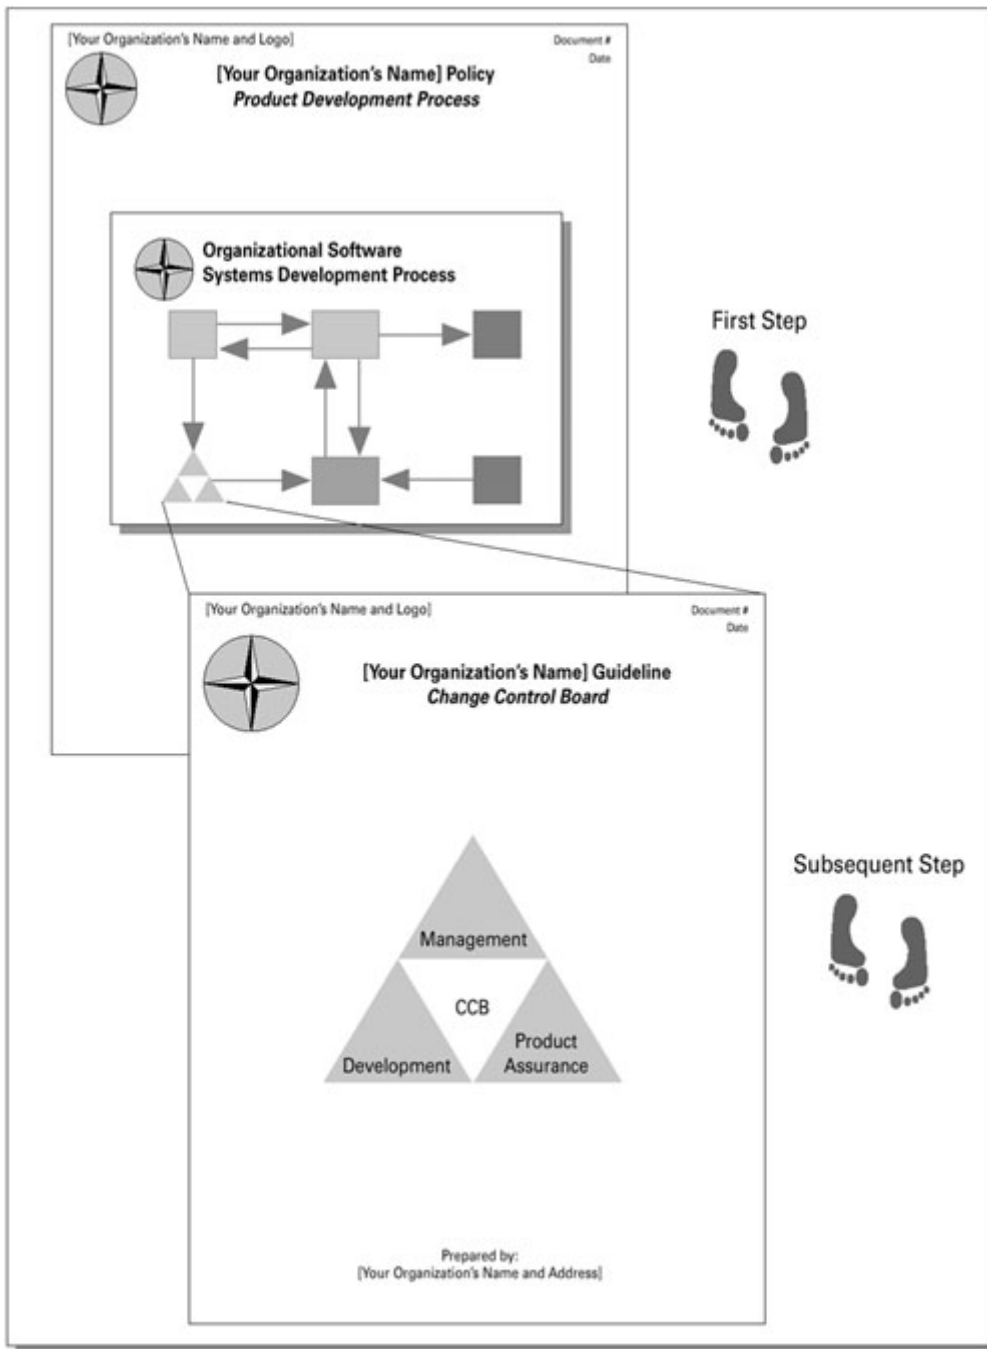 [Your Organization's Name and Logo]
Document #
Date
[Your Organization's Name] Policy
Product Development Process
Organizational Software
Systems Development Process
First Step
[Your Organization's Name and Logo]
Document #
Date
[Your Organization's Name] Guideline
Change Control Board
Subsequent Step
Management
CCB
Development
Product
Assurance
Prepared by:
[Your Organization's Name and Address]